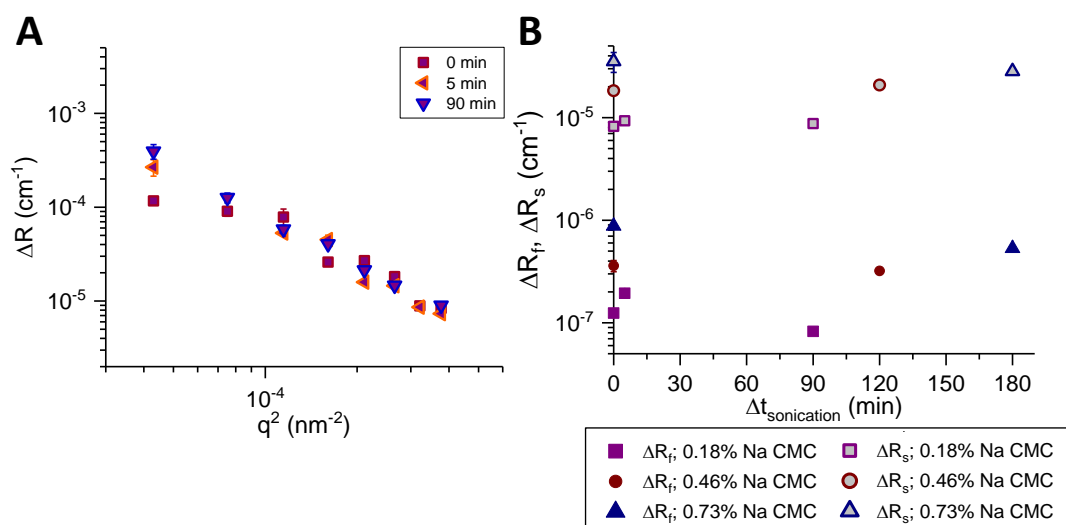 A
0 min
5 min
90 min
10⁻³
10⁻⁴
10⁻⁵
ΔR (cm⁻¹)
10⁻⁴
q² (nm⁻²)
B
10⁻⁵
10⁻⁶
10⁻⁷
ΔR_f, ΔR_s (cm⁻¹)
0 30 60 90 120 150 180
Δt_sonication (min)
ΔR_f; 0.18% Na CMC
ΔR_f; 0.46% Na CMC
ΔR_f; 0.73% Na CMC
ΔR_s; 0.18% Na CMC
ΔR_s; 0.46% Na CMC
ΔR_s; 0.73% Na CMC